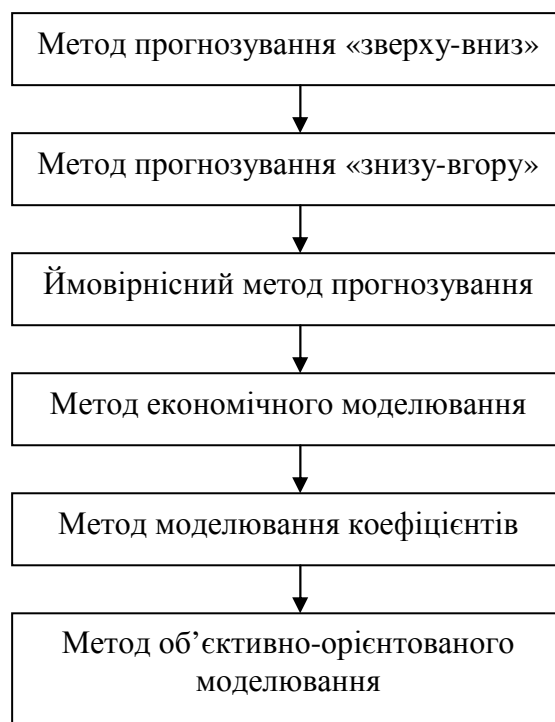 Метод прогнозування «зверху-вниз»
Метод прогнозування «знизу-вгору»
Ймовірнісний метод прогнозування
Метод економічного моделювання
Метод моделювання коефіцієнтів
Метод об’єктивно-орієнтованого
моделювання